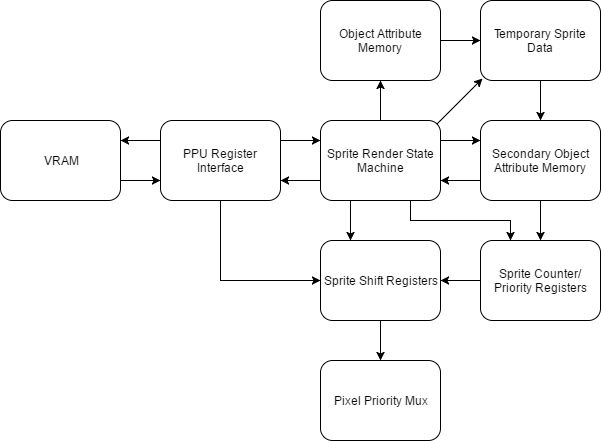 Object Attribute
Memory
Temporary Sprite
Data
VRAM
PPU Register
Interface
Sprite Render State
Machine
Secondary Object
Attribute Memory
Sprite Shift Registers
Sprite Counter/
Priority Registers
Pixel Priority Mux